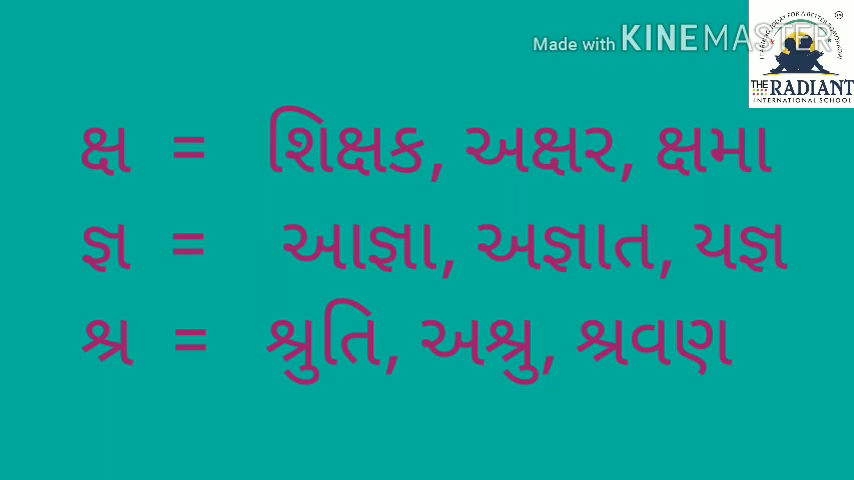 Made with KINEMASTER
THE RADIANT
INTERNATIONAL SCHOOL
ક્ષ = શિક્ષક, અક્ષર, ક્ષમા
જ્ઞ = આજ્ઞા, અજ્ઞાત, યજ્ઞ
શ્ર = શ્રુતિ, અશ્રુ, શ્રવણ